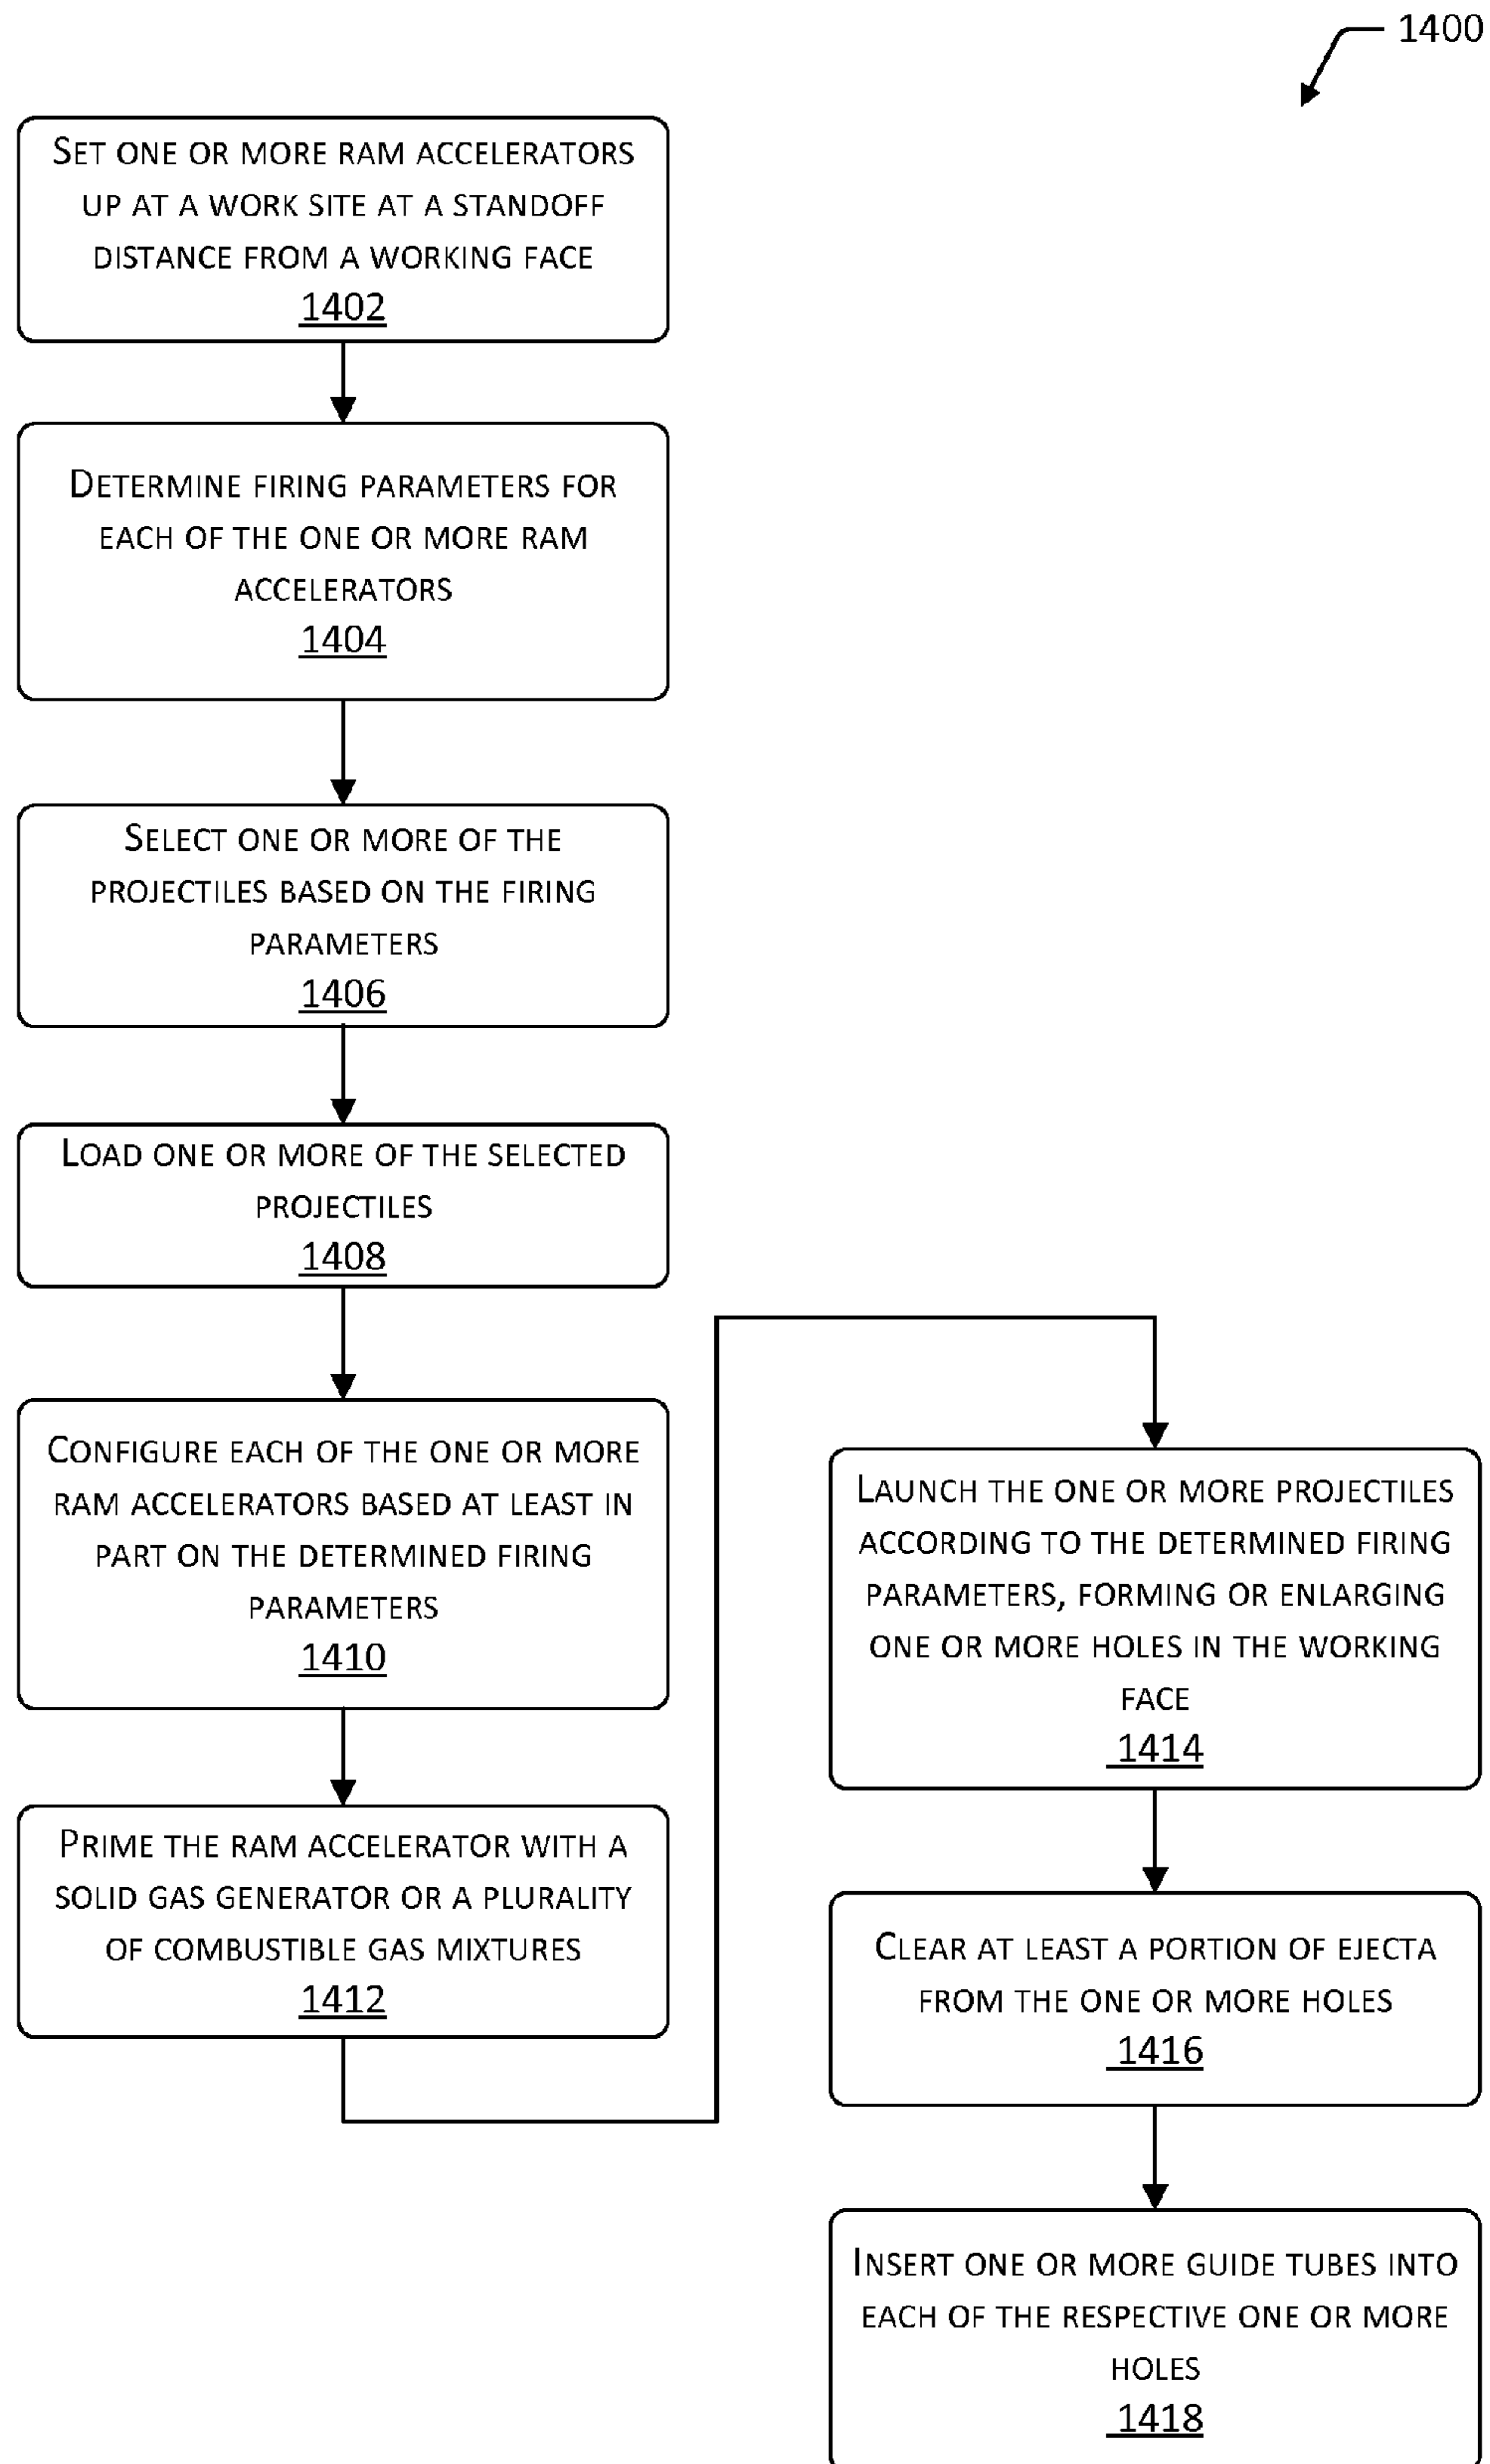 1400
SET ONE OR MORE RAM ACCELERATORS
UP AT A WORK SITE AT A STANDOFF
DISTANCE FROM A WORKING FACE
1402
DETERMINE FIRING PARAMETERS FOR
EACH OF THE ONE OR MORE RAM
ACCELERATORS
1404
SELECT ONE OR MORE OF THE
PROJECTILES BASED ON THE FIRING
PARAMETERS
1406
LOAD ONE OR MORE OF THE SELECTED
PROJECTILES
1408
CONFIGURE EACH OF THE ONE OR MORE
RAM ACCELERATORS BASED AT LEAST IN
PART ON THE DETERMINED FIRING
PARAMETERS
1410
PRIME THE RAM ACCELERATOR WITH A
SOLID GAS GENERATOR OR A PLURALITY
OF COMBUSTIBLE GAS MIXTURES
1412
LAUNCH THE ONE OR MORE PROJECTILES
ACCORDING TO THE DETERMINED FIRING
PARAMETERS, FORMING OR ENLARGING
ONE OR MORE HOLES IN THE WORKING
FACE
1414
CLEAR AT LEAST A PORTION OF EJECTA
FROM THE ONE OR MORE HOLES
1416
INSERT ONE OR MORE GUIDE TUBES INTO
EACH OF THE RESPECTIVE ONE OR MORE
HOLES
1418